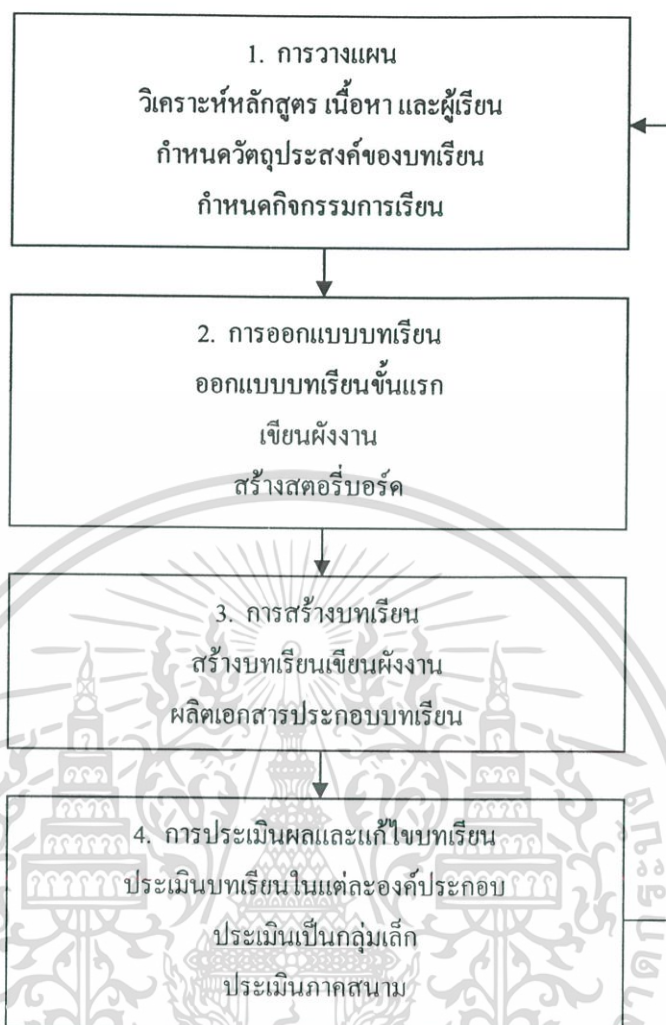 1. การวางแผน
วิเคราะห์หลักสูตร เนื้อหา และผู้เรียน
กำหนดวัตถุประสงค์ของบทเรียน
กำหนดกิจกรรมการเรียน
2. การออกแบบบทเรียน
ออกแบบบทเรียนขั้นแรก
เขียนผังงาน
สร้างสตอรี่บอร์ค
3. การสร้างบทเรียน
สร้างบทเรียนเขียนผังงาน
ผลิตเอกสารประกอบบทเรียน
4. การประเมินผลและแก้ไขบทเรียน
ประเมินบทเรียนในแต่ละองค์ประกอบ
ประเมินเป็นกลุ่มเล็ก
ประเมินภาคสนาม